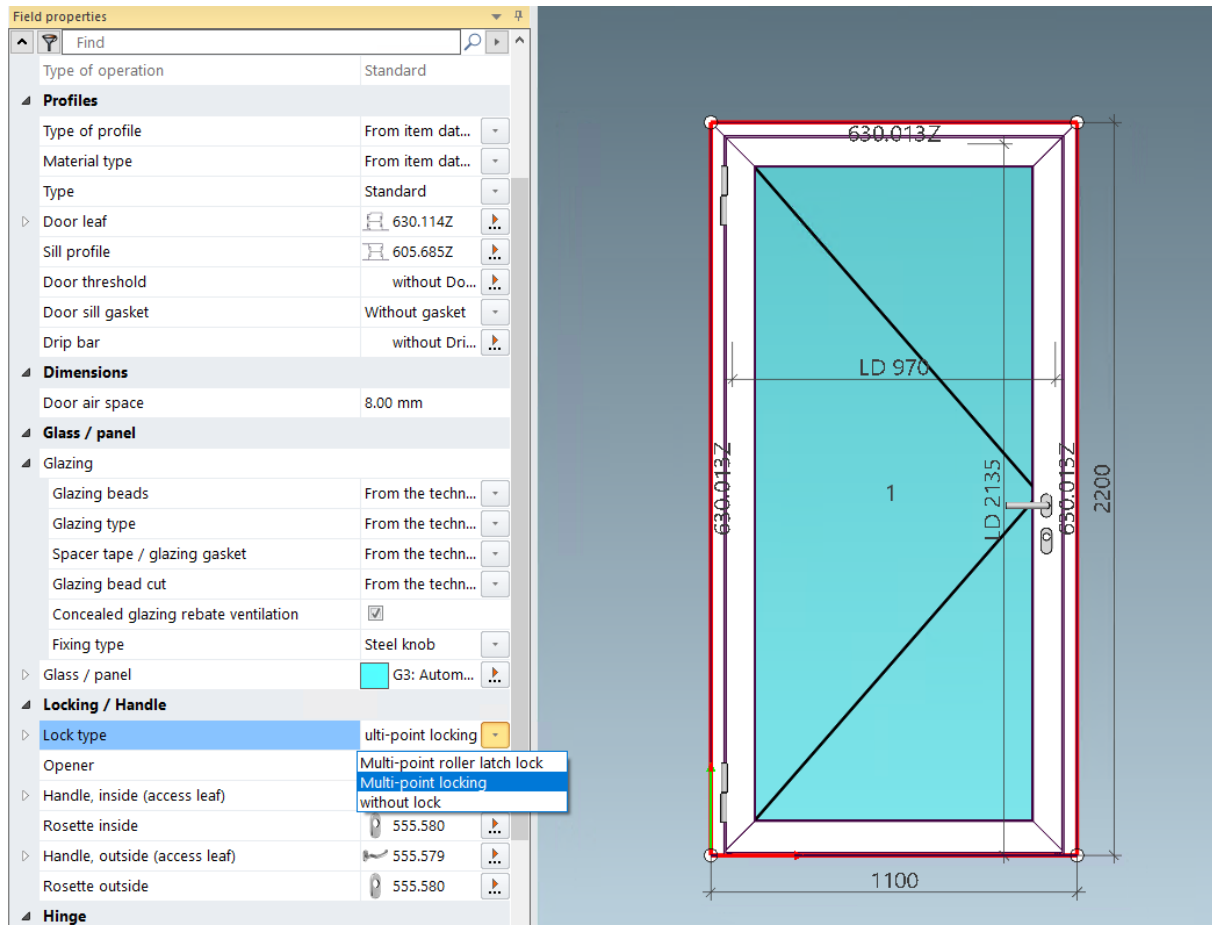 Field properties
Find
Type of operation Standard
Profiles
Type of profile From item dat...
Material type From item dat...
Type Standard
Door leaf 630.114Z
Sill profile 605.685Z
Door threshold without Do...
Door sill gasket Without gasket
Drip bar without Dri...
Dimensions
Door air space 8.00 mm
Glass / panel
Glazing
Glazing beads From the techn...
Glazing type From the techn...
Spacer tape / glazing gasket From the techn...
Glazing bead cut From the techn...
Concealed glazing rebate ventilation
Fixing type Steel knob
Glass / panel G3: Autom...
Locking / Handle
Lock type ulti-point locking
Multi-point roller latch lock
Multi-point locking
without lock
Opener
Handle, inside (access leaf)
Rosette inside 555.580
Handle, outside (access leaf) 555.579
Rosette outside 555.580
Hinge
630.013Z
LD 970
630.013Z
1
LD 2135
630.013Z
2200
1100